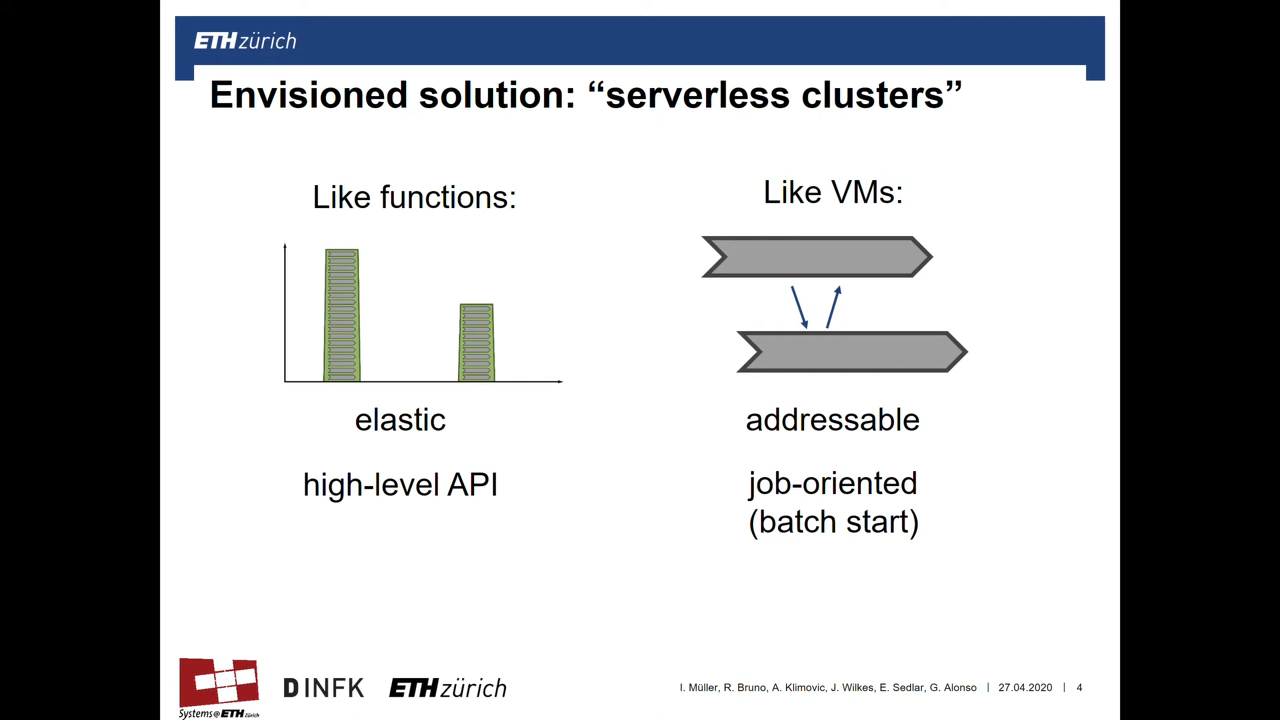 ETH zürich
Envisioned solution: “serverless clusters”
Like functions:
elastic
high-level API
Like VMs:
addressable
job-oriented
(batch start)
Systems@ETH Zürich
D INFK
ETH zürich
I. Müller, R. Bruno, A. Klimovic, J. Wilkes, E. Sedlar, G. Alonso | 27.04.2020 | 4